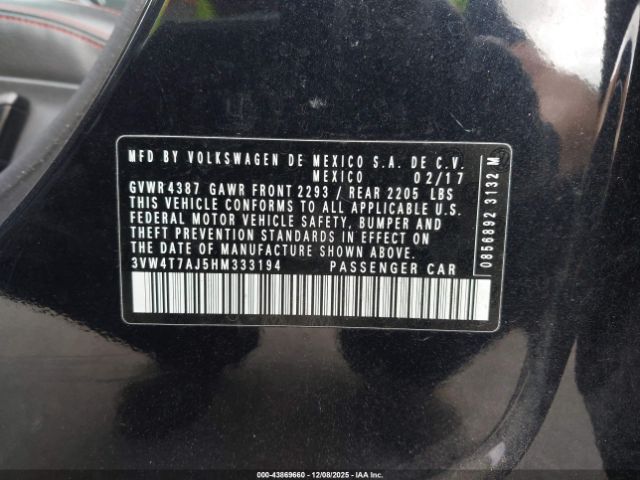 MFD BY VOLKSWAGEN DE MEXICO S.A. DE C.V.
MEXICO 02/17
GVWR 4387 GAWR FRONT 2293 / REAR 2205 LBS
THIS VEHICLE CONFORMS TO ALL APPLICABLE U.S.
FEDERAL MOTOR VEHICLE SAFETY, BUMPER AND
THEFT PREVENTION STANDARDS IN EFFECT ON
THE DATE OF MANUFACTURE SHOWN ABOVE.
3VW4T7AJ5HM333194 PASSENGER CAR
0856892 3132 M
000-43869660 - 12/08/2025 - IAAI.CA